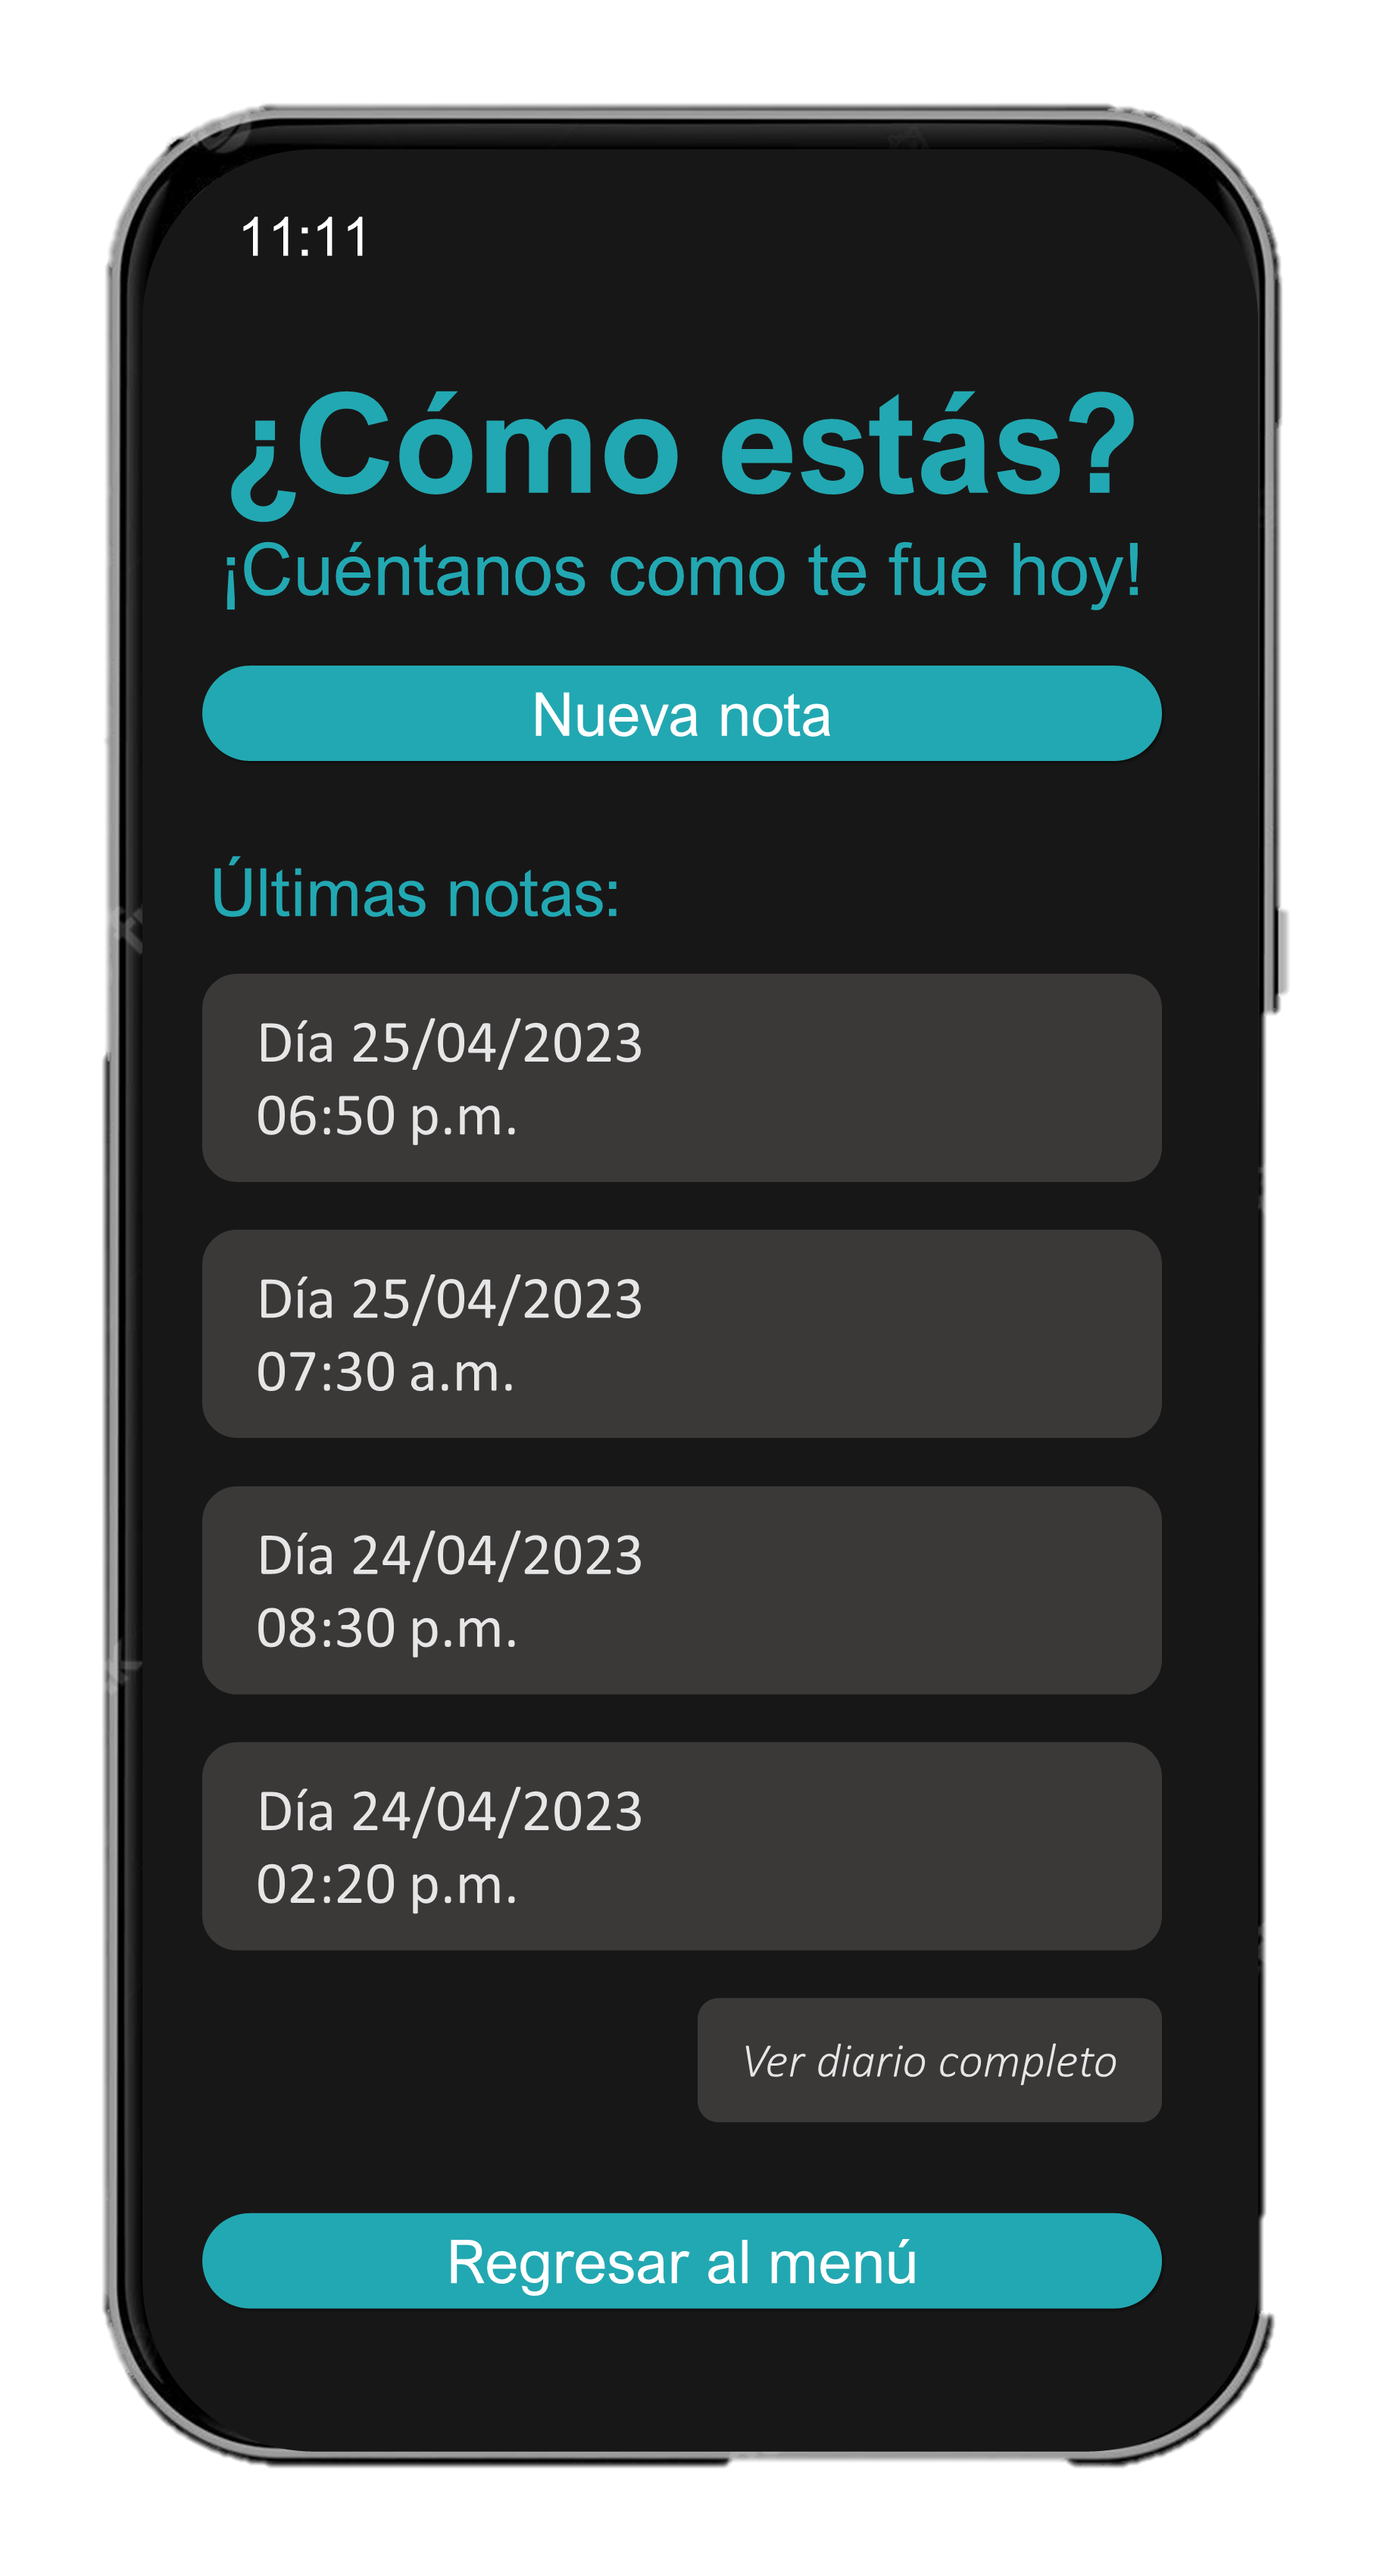 11:11
¿Cómo estás?
¡Cuéntanos como te fue hoy!
Nueva nota
Últimas notas:
Día 25/04/2023
06:50 p.m.
Día 25/04/2023
07:30 a.m.
Día 24/04/2023
08:30 p.m.
Día 24/04/2023
02:20 p.m.
Ver diario completo
Regresar al menú